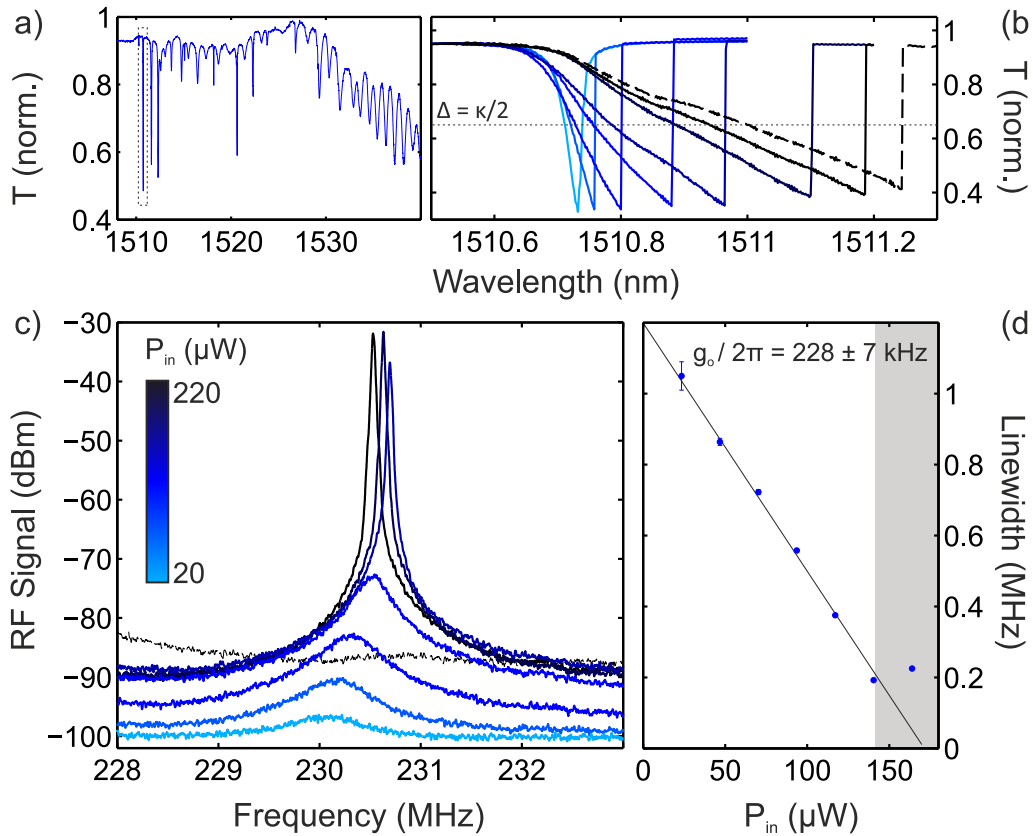 a)
1
0.8
0.6
0.4
T (norm.)
1510
1520
1530
(b
Δ = κ/2
1
0.8
0.6
0.4
T (norm.)
1510.6
1510.8
1511
1511.2
Wavelength (nm)
c)
−30
−40
−50
−60
−70
−80
−90
−100
RF Signal (dBm)
P_in (μW)
220
20
228
229
230
231
232
Frequency (MHz)
(d
g_o / 2π = 228 ± 7 kHz
1
0.8
0.6
0.4
0.2
0
Linewidth (MHz)
0
50
100
150
P_in (μW)